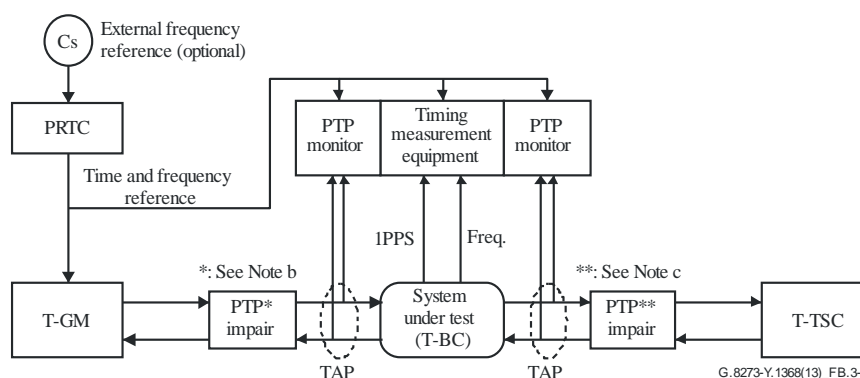 Cs
External frequency
reference (optional)
PRTC
Time and frequency
reference
PTP
monitor
Timing
measurement
equipment
PTP
monitor
1PPS
Freq.
*: See Note b
**: See Note c
T-GM
PTP*
impair
System
under test
(T-BC)
PTP**
impair
T-TSC
TAP
TAP
G.8273-Y.1368(13)_FB.3-